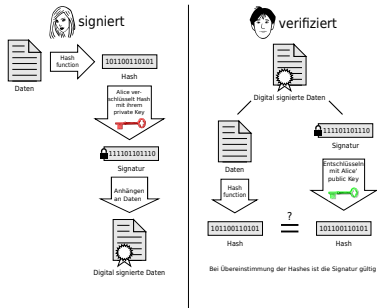 signiert
Hash
function
101100110101
Daten
Hash
Alice ver-
schlüsselt Hash
mit ihrem
private Key
111101101110
Signatur
Anhängen
an Daten
Digital signierte Daten
verifiziert
Digital signierte Daten
111101101110
Signatur
Daten
Entschlüsseln
mit Alice'
public Key
Hash
function
101100110101
?
=
101100110101
Hash
Hash
Bei Übereinstimmung der Hashes ist die Signatur gültig